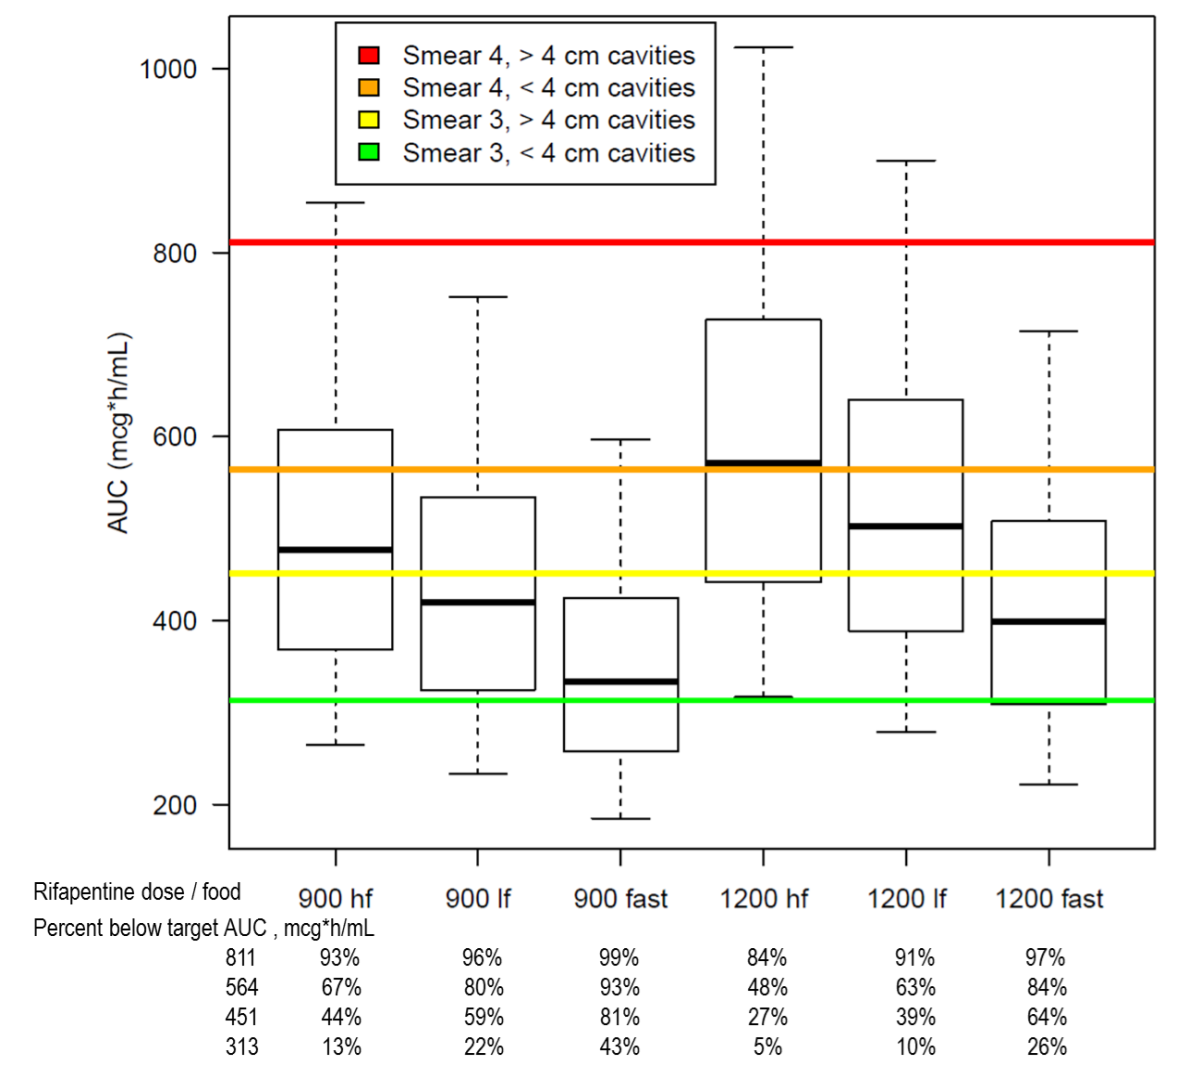 Smear 4, > 4 cm cavities
Smear 4, < 4 cm cavities
Smear 3, > 4 cm cavities
Smear 3, < 4 cm cavities
1000
800
600
400
200
AUC (mcg*h/mL)
Rifapentine dose / food 900 hf 900 lf 900 fast 1200 hf 1200 lf 1200 fast
Percent below target AUC , mcg*h/mL
811 93% 96% 99% 84% 91% 97%
564 67% 80% 93% 48% 63% 84%
451 44% 59% 81% 27% 39% 64%
313 13% 22% 43% 5% 10% 26%